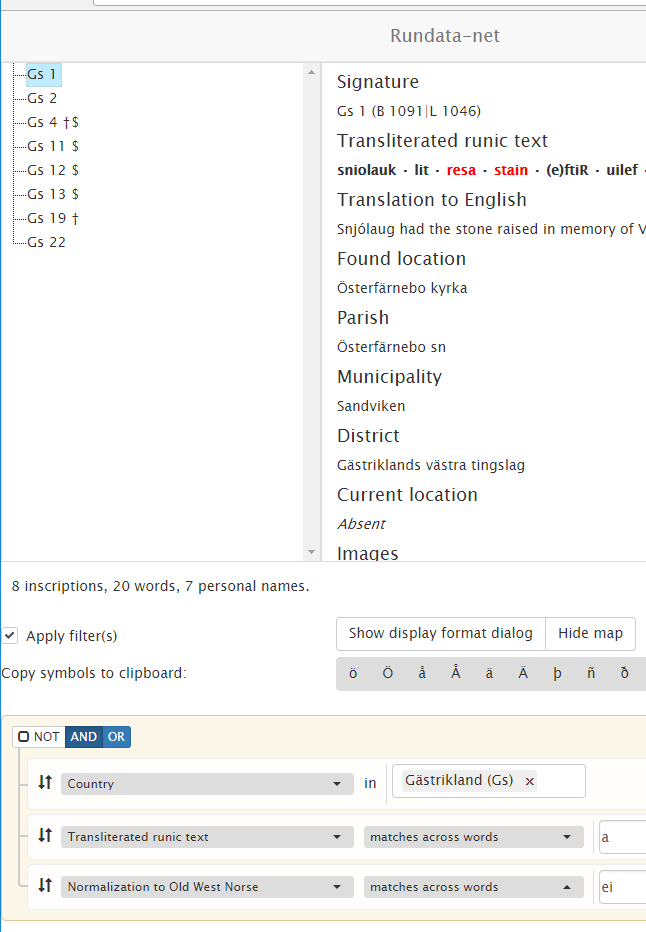 Rundata-net
Gs 1
Gs 2
Gs 4 †$
Gs 11 $
Gs 12 $
Gs 13 $
Gs 19 †
Gs 22
Signature
Gs 1 (B 1091|L 1046)
Transliterated runic text
sniolauk · lit · resa · stain · (e)ftiR · uilef ·
Translation to English
Snjólaug had the stone raised in memory of V
Found location
Österfärnebo kyrka
Parish
Österfärnebo sn
Municipality
Sandviken
District
Gästriklands västra tingslag
Current location
Absent
Images
8 inscriptions, 20 words, 7 personal names.
Apply filter(s)
Show display format dialog Hide map
Copy symbols to clipboard:
ö Ö å Å ä Ä þ ñ ð
NOT AND OR
Country in Gästrikland (Gs) ×
Transliterated runic text matches across words a
Normalization to Old West Norse matches across words ei